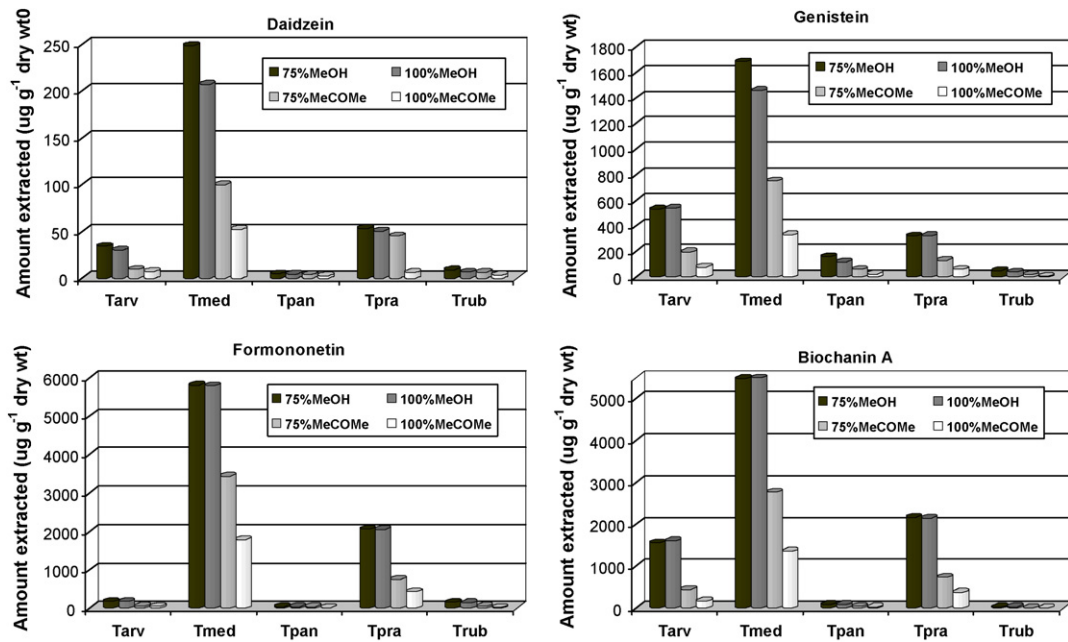 Daidzein
Amount extracted (ug g-1 dry wt0
250
200
150
100
50
0
75%MeOH 100%MeOH
75%MeCOMe 100%MeCOMe
Tarv Tmed Tpan Tpra Trub
Genistein
Amount extracted (ug g-1 dry wt)
1800
1600
1400
1200
1000
800
600
400
200
0
75%MeOH 100%MeOH
75%MeCOMe 100%MeCOMe
Tarv Tmed Tpan Tpra Trub
Formononetin
Amount extracted (ug g-1 dry wt)
6000
5000
4000
3000
2000
1000
0
75%MeOH 100%MeOH
75%MeCOMe 100%MeCOMe
Tarv Tmed Tpan Tpra Trub
Biochanin A
Amount extracted (ug g-1 dry wt)
5000
4000
3000
2000
1000
0
75%MeOH 100%MeOH
75%MeCOMe 100%MeCOMe
Tarv Tmed Tpan Tpra Trub